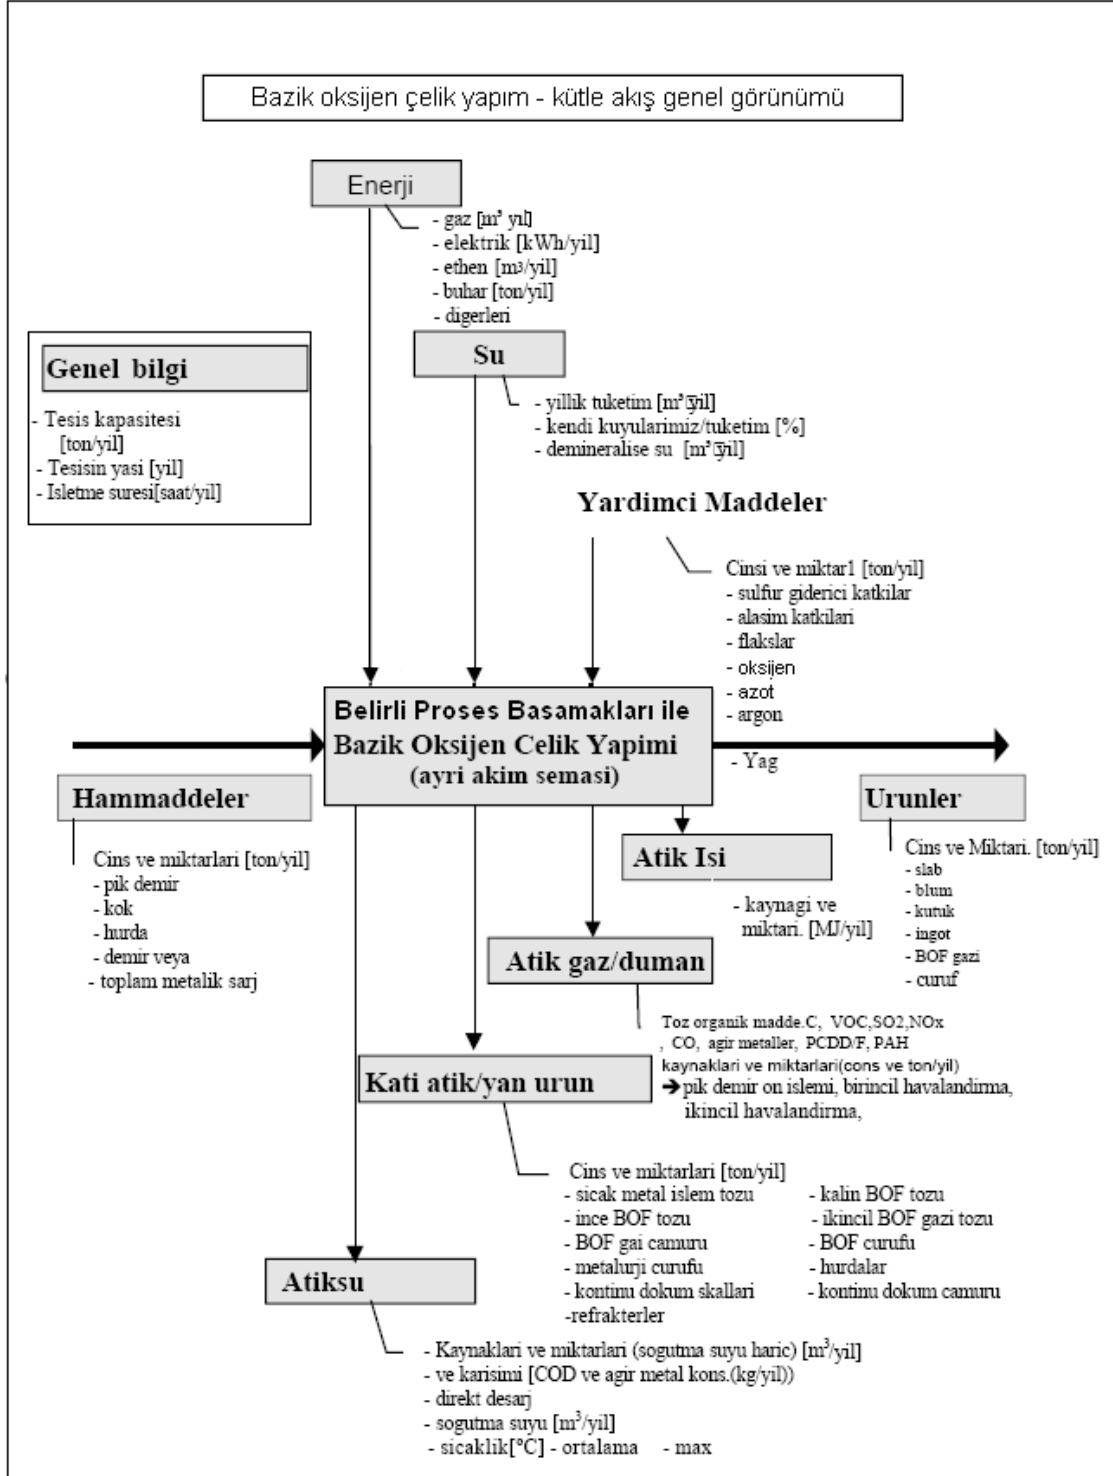 Bazik oksijen çelik yapım - kütle akış genel görünümü
Enerji
- gaz [m³ yıl]
- elektrik [kWh/yil]
- ethen [m3/yil]
- buhar [ton/yil]
- digerleri
Genel bilgi
- Tesis kapasitesi
[ton/yil]
- Tesisin yasi [yil]
- Isletme suresi[saat/yil]
Su
- yillik tuketim [m³ yil]
- kendi kuyularimiz/tuketim [%]
- demineralise su [m³ yil]
Yardimci Maddeler
Cinsi ve miktar1 [ton/yil]
- sulfur giderici katkilar
- alasim katkilari
- flakslar
- oksijen
- azot
- argon
- Yag
Belirli Proses Basamakları ile
Bazik Oksijen Celik Yapimi
(ayri akim semasi)
Hammaddeler
Cins ve miktarlari [ton/yil]
- pik demir
- kok
- hurda
- demir veya
- toplam metalik sarj
Urunler
Cins ve Miktari. [ton/yil]
- slab
- blum
- kutuk
- ingot
- BOF gazi
- curuf
Atik Isi
- kaynagi ve
miktari. [MJ/yil]
Atik gaz/duman
Toz organik madde.C, VOC,SO2,NOx
, CO, agir metaller, PCDD/F, PAH
kaynaklari ve miktarlari(cons ve ton/yil)
➔ pik demir on islemi, birincil havalandirma,
ikincil havalandirma,
Kati atik/yan urun
Cins ve miktarlari [ton/yil]
- sicak metal islem tozu - kalin BOF tozu
- ince BOF tozu - ikincil BOF gazi tozu
- BOF gai camuru - BOF curufu
- metalurji curufu - hurdalar
- kontinu dokum skallari - kontinu dokum camuru
-refrakterler
Atiksu
- Kaynaklari ve miktarlari (sogutma suyu haric) [m³/yil]
- ve karisimi [COD ve agir metal kons.(kg/yil))
- direkt desarj
- sogutma suyu [m³/yil]
- sicaklik[°C] - ortalama - max